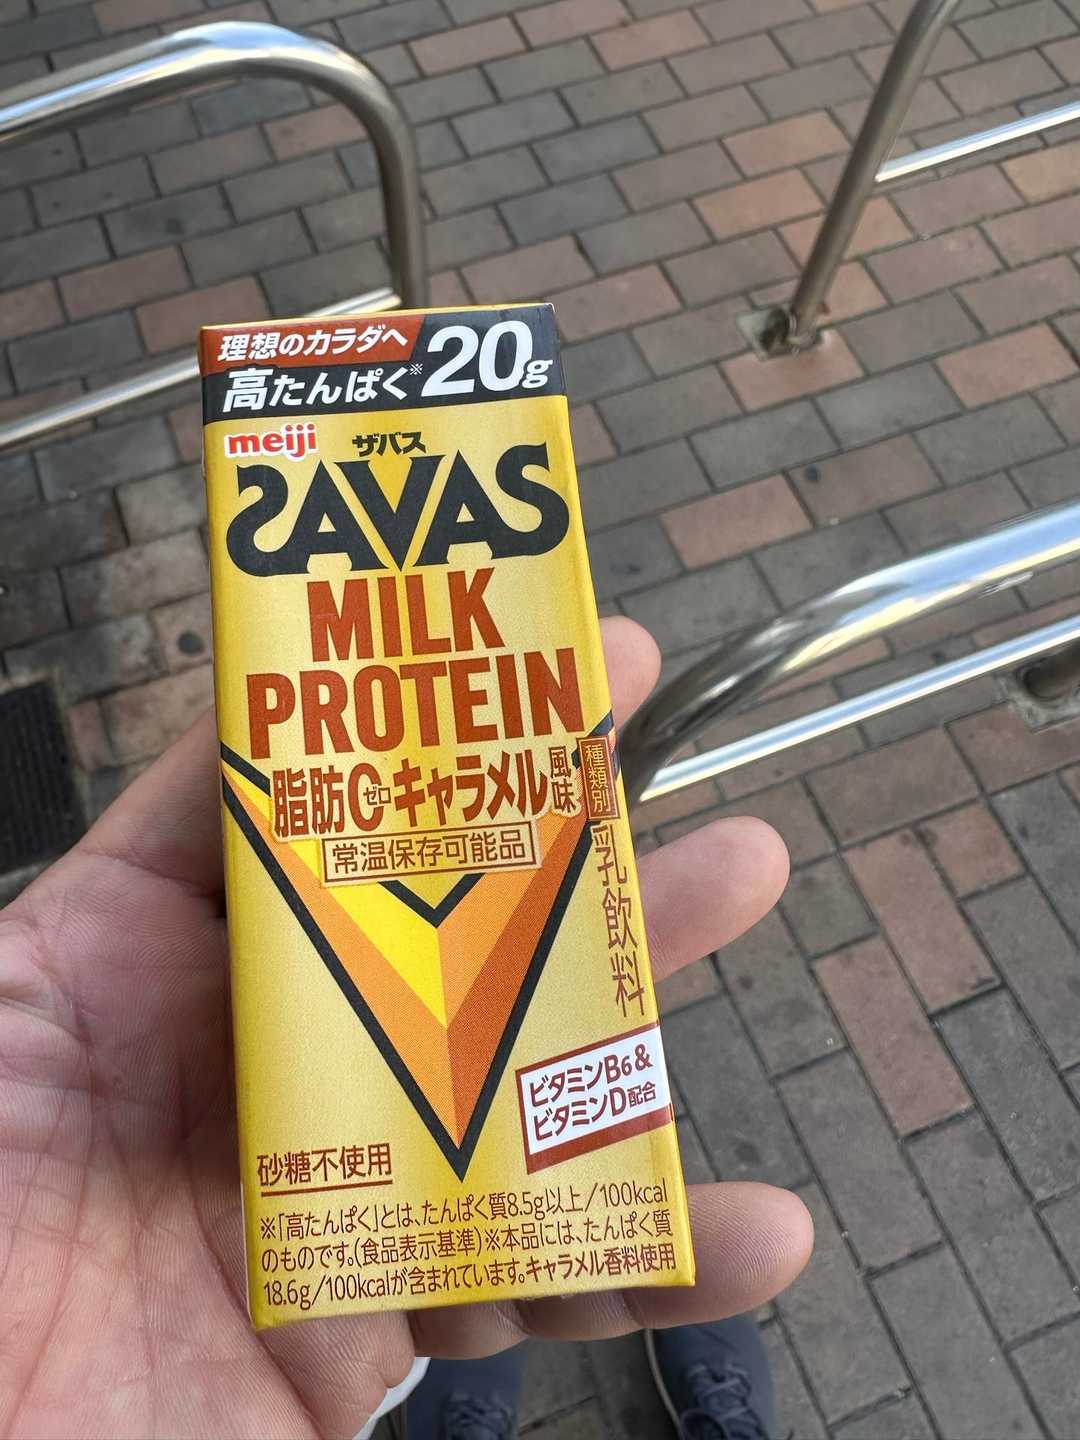 理想のカラダへ
高たんぱく※20g
meiji
ザバス
SAVAS
MILK
PROTEIN
脂肪0ゼロキャラメル風味
常温保存可能品
種類別
乳飲料
ビタミンB6&
ビタミンD配合
砂糖不使用
※「高たんぱく」とは、たんぱく質8.5g以上/100kcal
のものです。(食品表示基準)※本品には、たんぱく質
18.6g/100kcalが含まれています。キャラメル香料使用